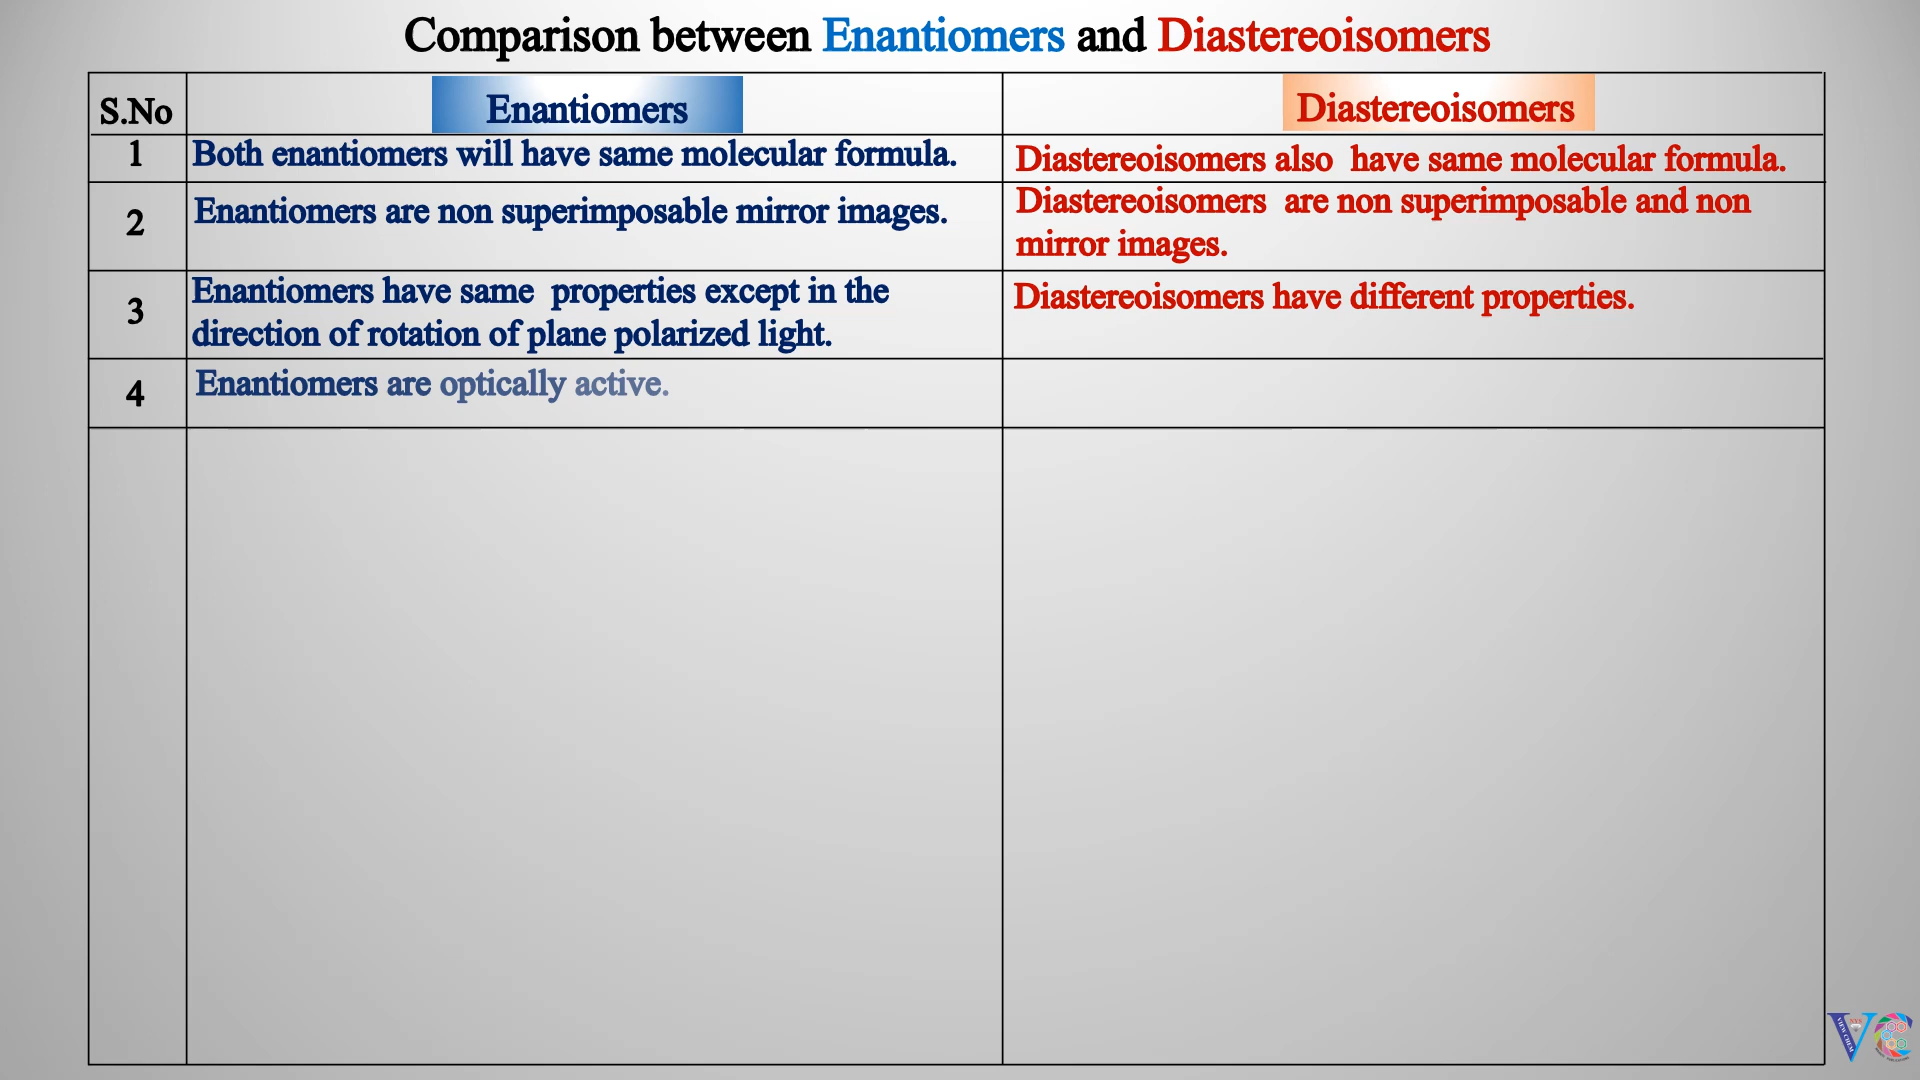 Comparison between Enantiomers and Diastereoisomers
S.No
Enantiomers
Diastereoisomers
1
Both enantiomers will have same molecular formula.
Diastereoisomers also have same molecular formula.
2
Enantiomers are non superimposable mirror images.
Diastereoisomers are non superimposable and non
mirror images.
3
Enantiomers have same properties except in the
direction of rotation of plane polarized light.
Diastereoisomers have different properties.
4
Enantiomers are optically active.
VC